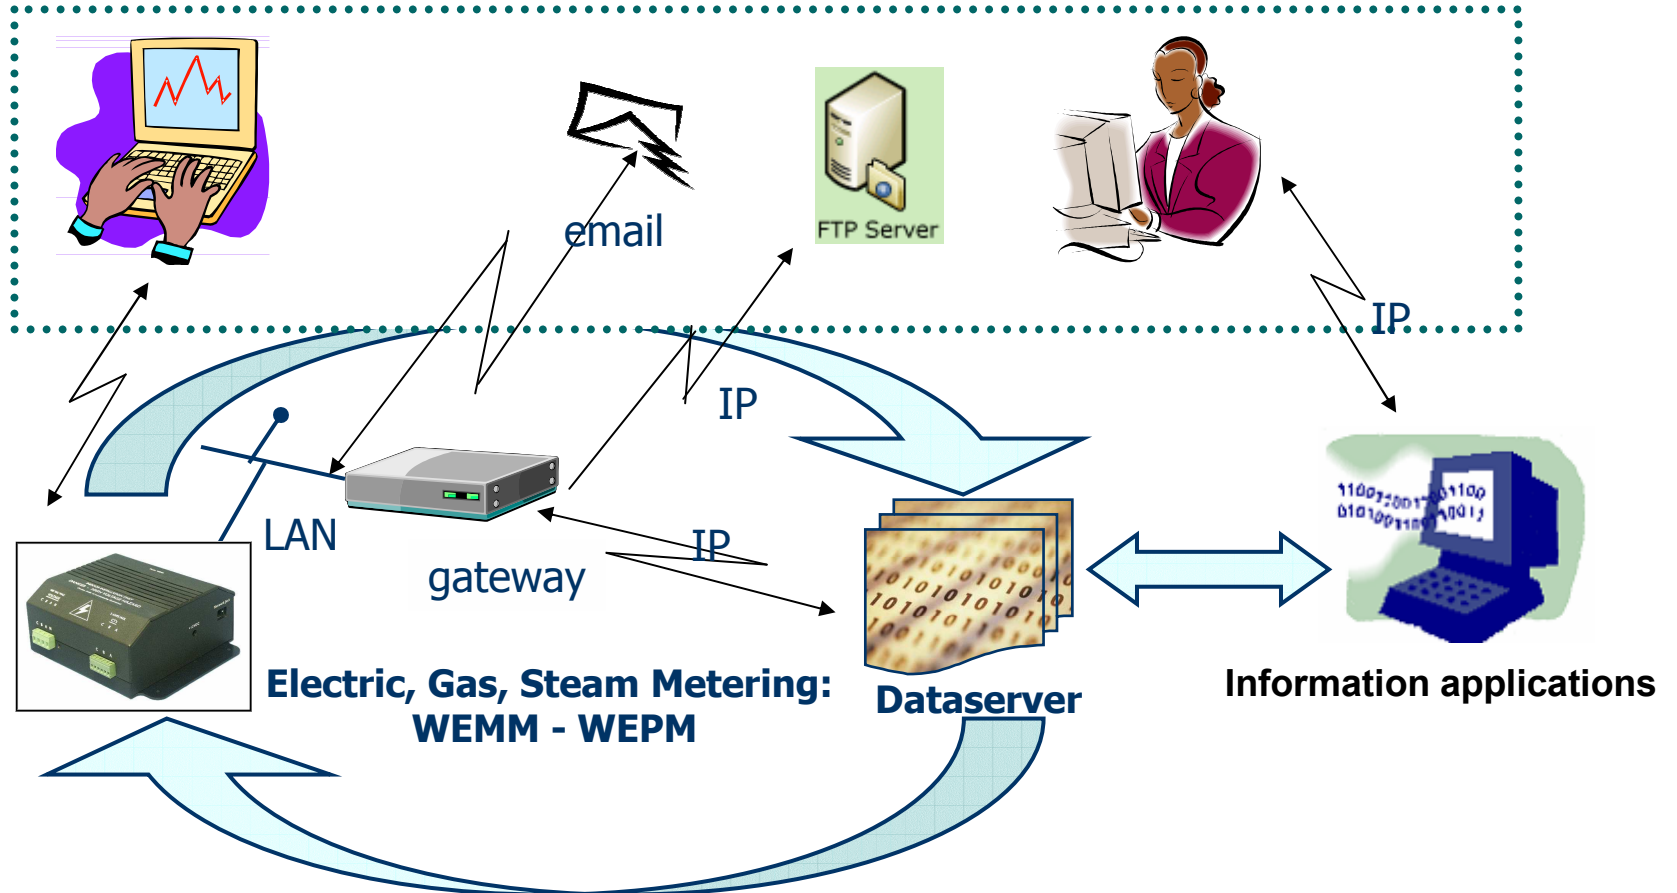 email
FTP Server
IP
IP
LAN
IP
gateway
Electric, Gas, Steam Metering:
WEMM - WEPM
Dataserver
Information applications